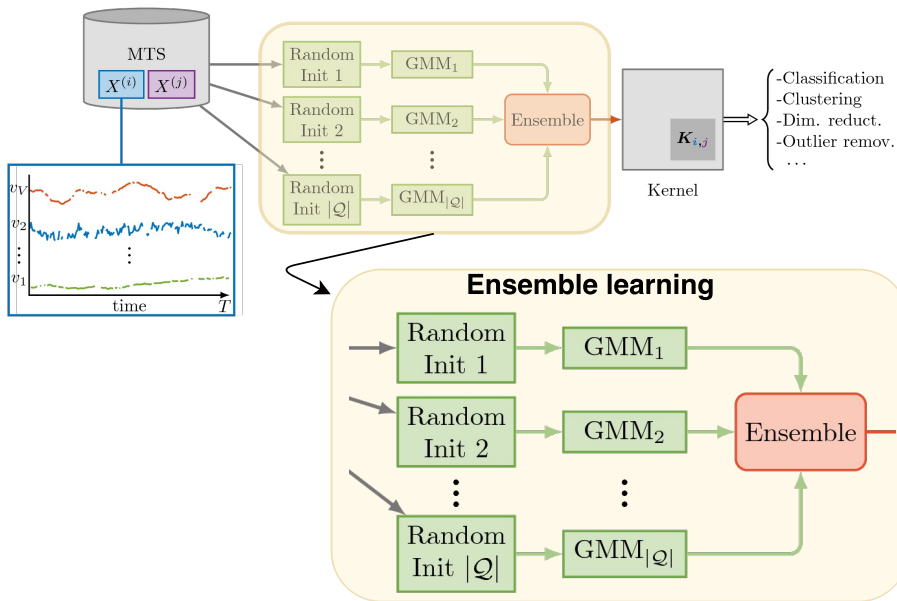 MTS
X^(i) X^(j)
v_V
v_2
v_1
time T
Random
Init 1
GMM_1
Random
Init 2
GMM_2
Random
Init |𝒬|
GMM_|𝒬|
Ensemble
K_i,j
Kernel
-Classification
-Clustering
-Dim. reduct.
-Outlier remov.
...
Ensemble learning
Random
Init 1
GMM_1
Random
Init 2
GMM_2
Random
Init |𝒬|
GMM_|𝒬|
Ensemble